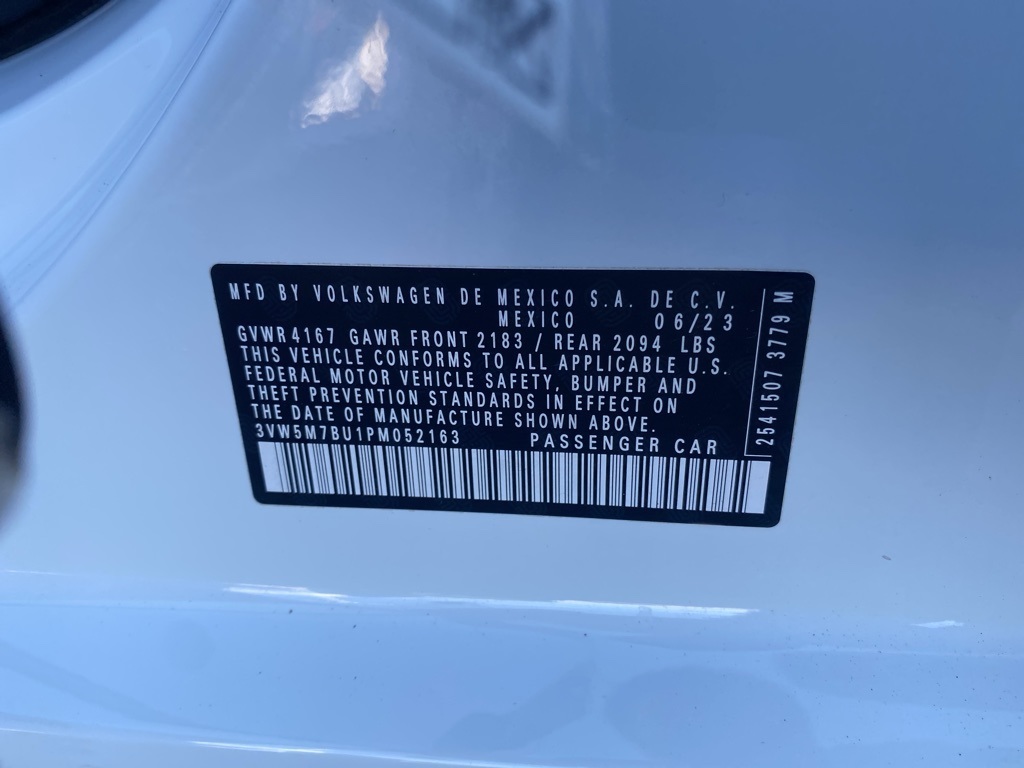 MFD BY VOLKSWAGEN DE MEXICO S.A. DE C.V.
MEXICO 06/23
GVWR 4167 GAWR FRONT 2183 / REAR 2094 LBS
THIS VEHICLE CONFORMS TO ALL APPLICABLE U.S.
FEDERAL MOTOR VEHICLE SAFETY, BUMPER AND
THEFT PREVENTION STANDARDS IN EFFECT ON
THE DATE OF MANUFACTURE SHOWN ABOVE.
3VW5M7BU1PM052163 PASSENGER CAR
2541507 3779 M